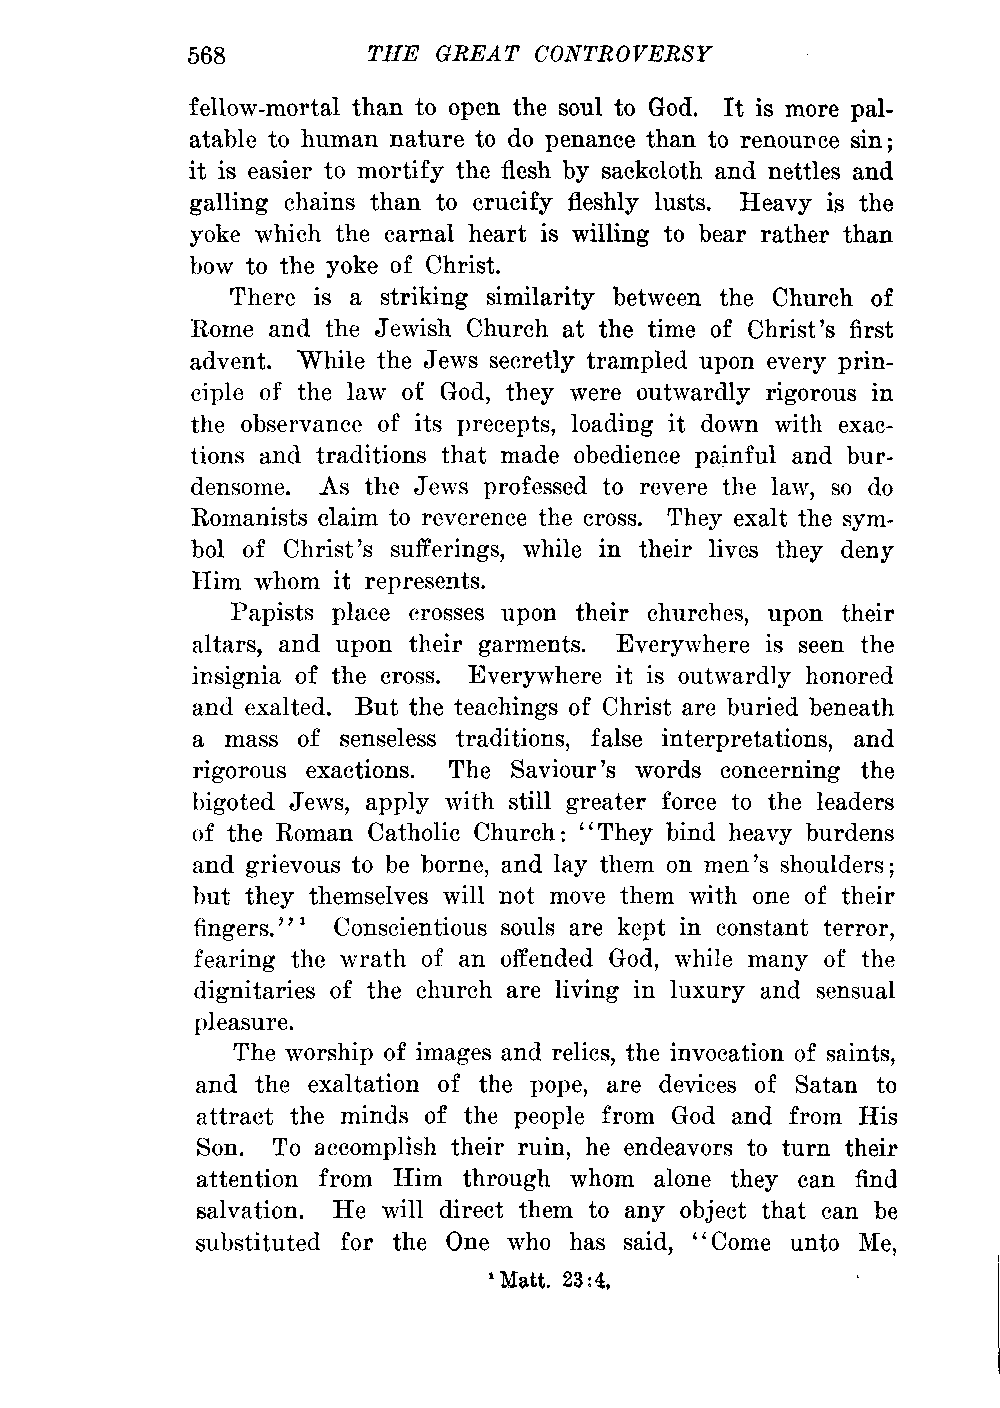 568 THE GREAT CONTROVERSY
fellow-mortal than to open the soul to God. It is more pal-
atable to human nature to do penance than to renounce sin;
it is easier to mortify the flesh by sackcloth and nettles and
galling chains than to crucify fleshly lusts. Heavy is the
yoke which the carnal heart is willing to bear rather than
bow to the yoke of Christ.
There is a striking similarity between the Church of
Rome and the Jewish Church at the time of Christ's first
advent. While the Jews secretly trampled upon every prin-
ciple of the law of God, they were outwardly rigorous in
the observance of its precepts, loading it down with exac-
tions and traditions that made obedience painful and bur-
densome. As the Jews professed to revere the law, so do
Romanists claim to reverence the cross. They exalt the sym-
bol of Christ's sufferings, while in their lives they deny
Him whom it represents.
Papists place crosses upon their churches, upon their
altars, and upon their garments. Everywhere is seen the
insignia of the cross. Everywhere it is outwardly honored
and exalted. But the teachings of Christ are buried beneath
a mass of senseless traditions, false interpretations, and
rigorous exactions. The Saviour's words concerning the
bigoted Jews, apply with still greater force to the leaders
of the Roman Catholic Church: "They bind heavy burdens
and grievous to be borne, and lay them on men's shoulders;
but they themselves will not move them with one of their
fingers."¹ Conscientious souls are kept in constant terror,
fearing the wrath of an offended God, while many of the
dignitaries of the church are living in luxury and sensual
pleasure.
The worship of images and relics, the invocation of saints,
and the exaltation of the pope, are devices of Satan to
attract the minds of the people from God and from His
Son. To accomplish their ruin, he endeavors to turn their
attention from Him through whom alone they can find
salvation. He will direct them to any object that can be
substituted for the One who has said, "Come unto Me,
¹ Matt. 23:4.